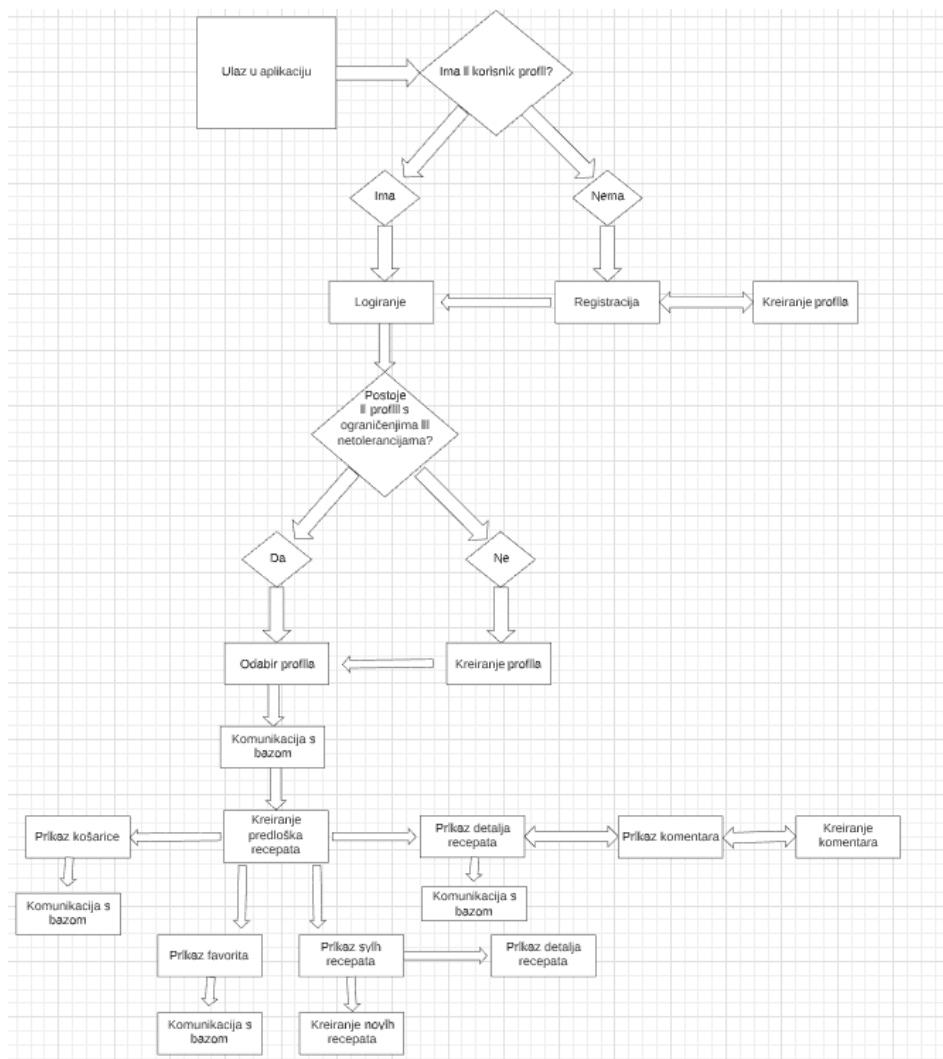 Ulaz u aplikaciju
Ima li korisnik profil?
Ima
Nema
Logiranje
Registracija
Kreiranje profila
Postoje
li profili s
ograničenjima ili
netolerancijama?
Da
Ne
Odabir profila
Kreiranje profila
Komunikacija s
bazom
Prikaz košarice
Kreiranje
predloška
recepata
Prikaz detalja
recepata
Prikaz komentara
Kreiranje
komentara
Komunikacija s
bazom
Komunikacija s
bazom
Prikaz favorita
Prikaz svih
recepata
Prikaz detalja
recepata
Komunikacija s
bazom
Kreiranje novih
recepata